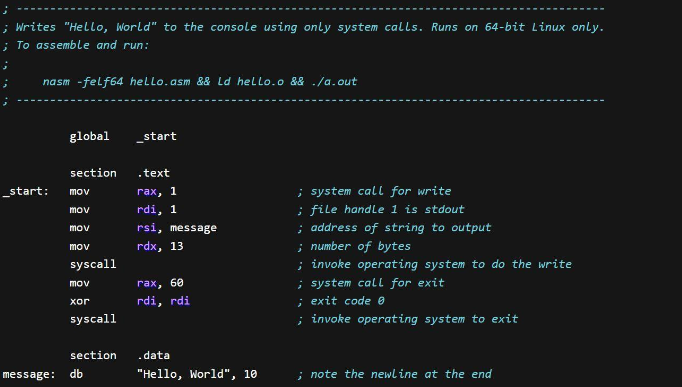 ; ----------------------------------------------------------------------------------------
; Writes "Hello, World" to the console using only system calls. Runs on 64-bit Linux only.
; To assemble and run:
;
;     nasm -felf64 hello.asm && ld hello.o && ./a.out
; ----------------------------------------------------------------------------------------
          global    _start
          section   .text
_start:   mov       rax, 1                  ; system call for write
          mov       rdi, 1                  ; file handle 1 is stdout
          mov       rsi, message            ; address of string to output
          mov       rdx, 13                 ; number of bytes
          syscall                           ; invoke operating system to do the write
          mov       rax, 60                 ; system call for exit
          xor       rdi, rdi                ; exit code 0
          syscall                           ; invoke operating system to exit
          section   .data
message:  db        "Hello, World", 10      ; note the newline at the end